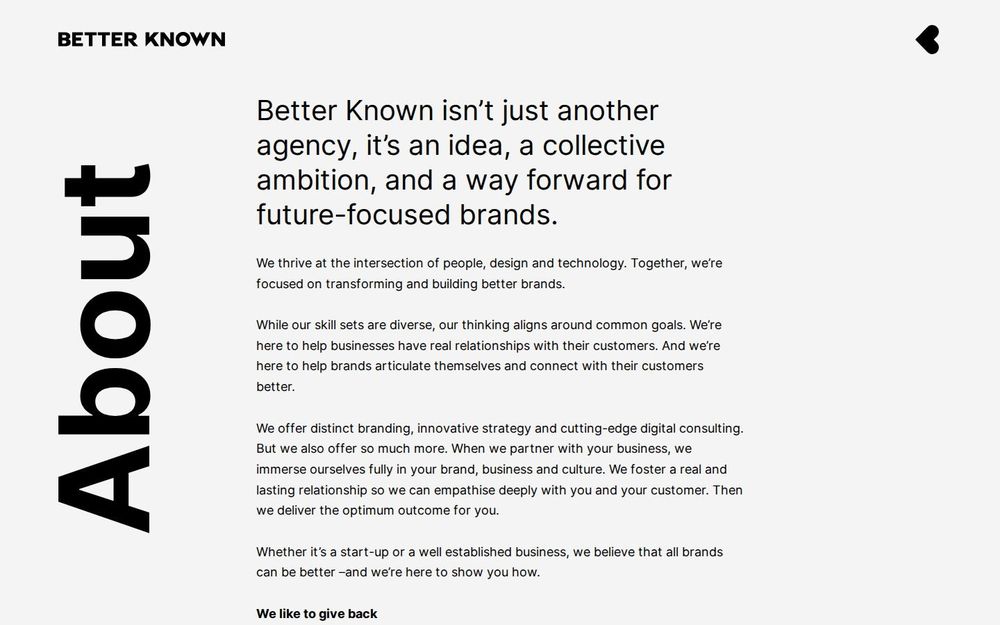 BETTER KNOWN
About
Better Known isn’t just another
agency, it’s an idea, a collective
ambition, and a way forward for
future-focused brands.
We thrive at the intersection of people, design and technology. Together, we’re
focused on transforming and building better brands.
While our skill sets are diverse, our thinking aligns around common goals. We’re
here to help businesses have real relationships with their customers. And we’re
here to help brands articulate themselves and connect with their customers
better.
We offer distinct branding, innovative strategy and cutting-edge digital consulting.
But we also offer so much more. When we partner with your business, we
immerse ourselves fully in your brand, business and culture. We foster a real and
lasting relationship so we can empathise deeply with you and your customer. Then
we deliver the optimum outcome for you.
Whether it’s a start-up or a well established business, we believe that all brands
can be better –and we’re here to show you how.
We like to give back